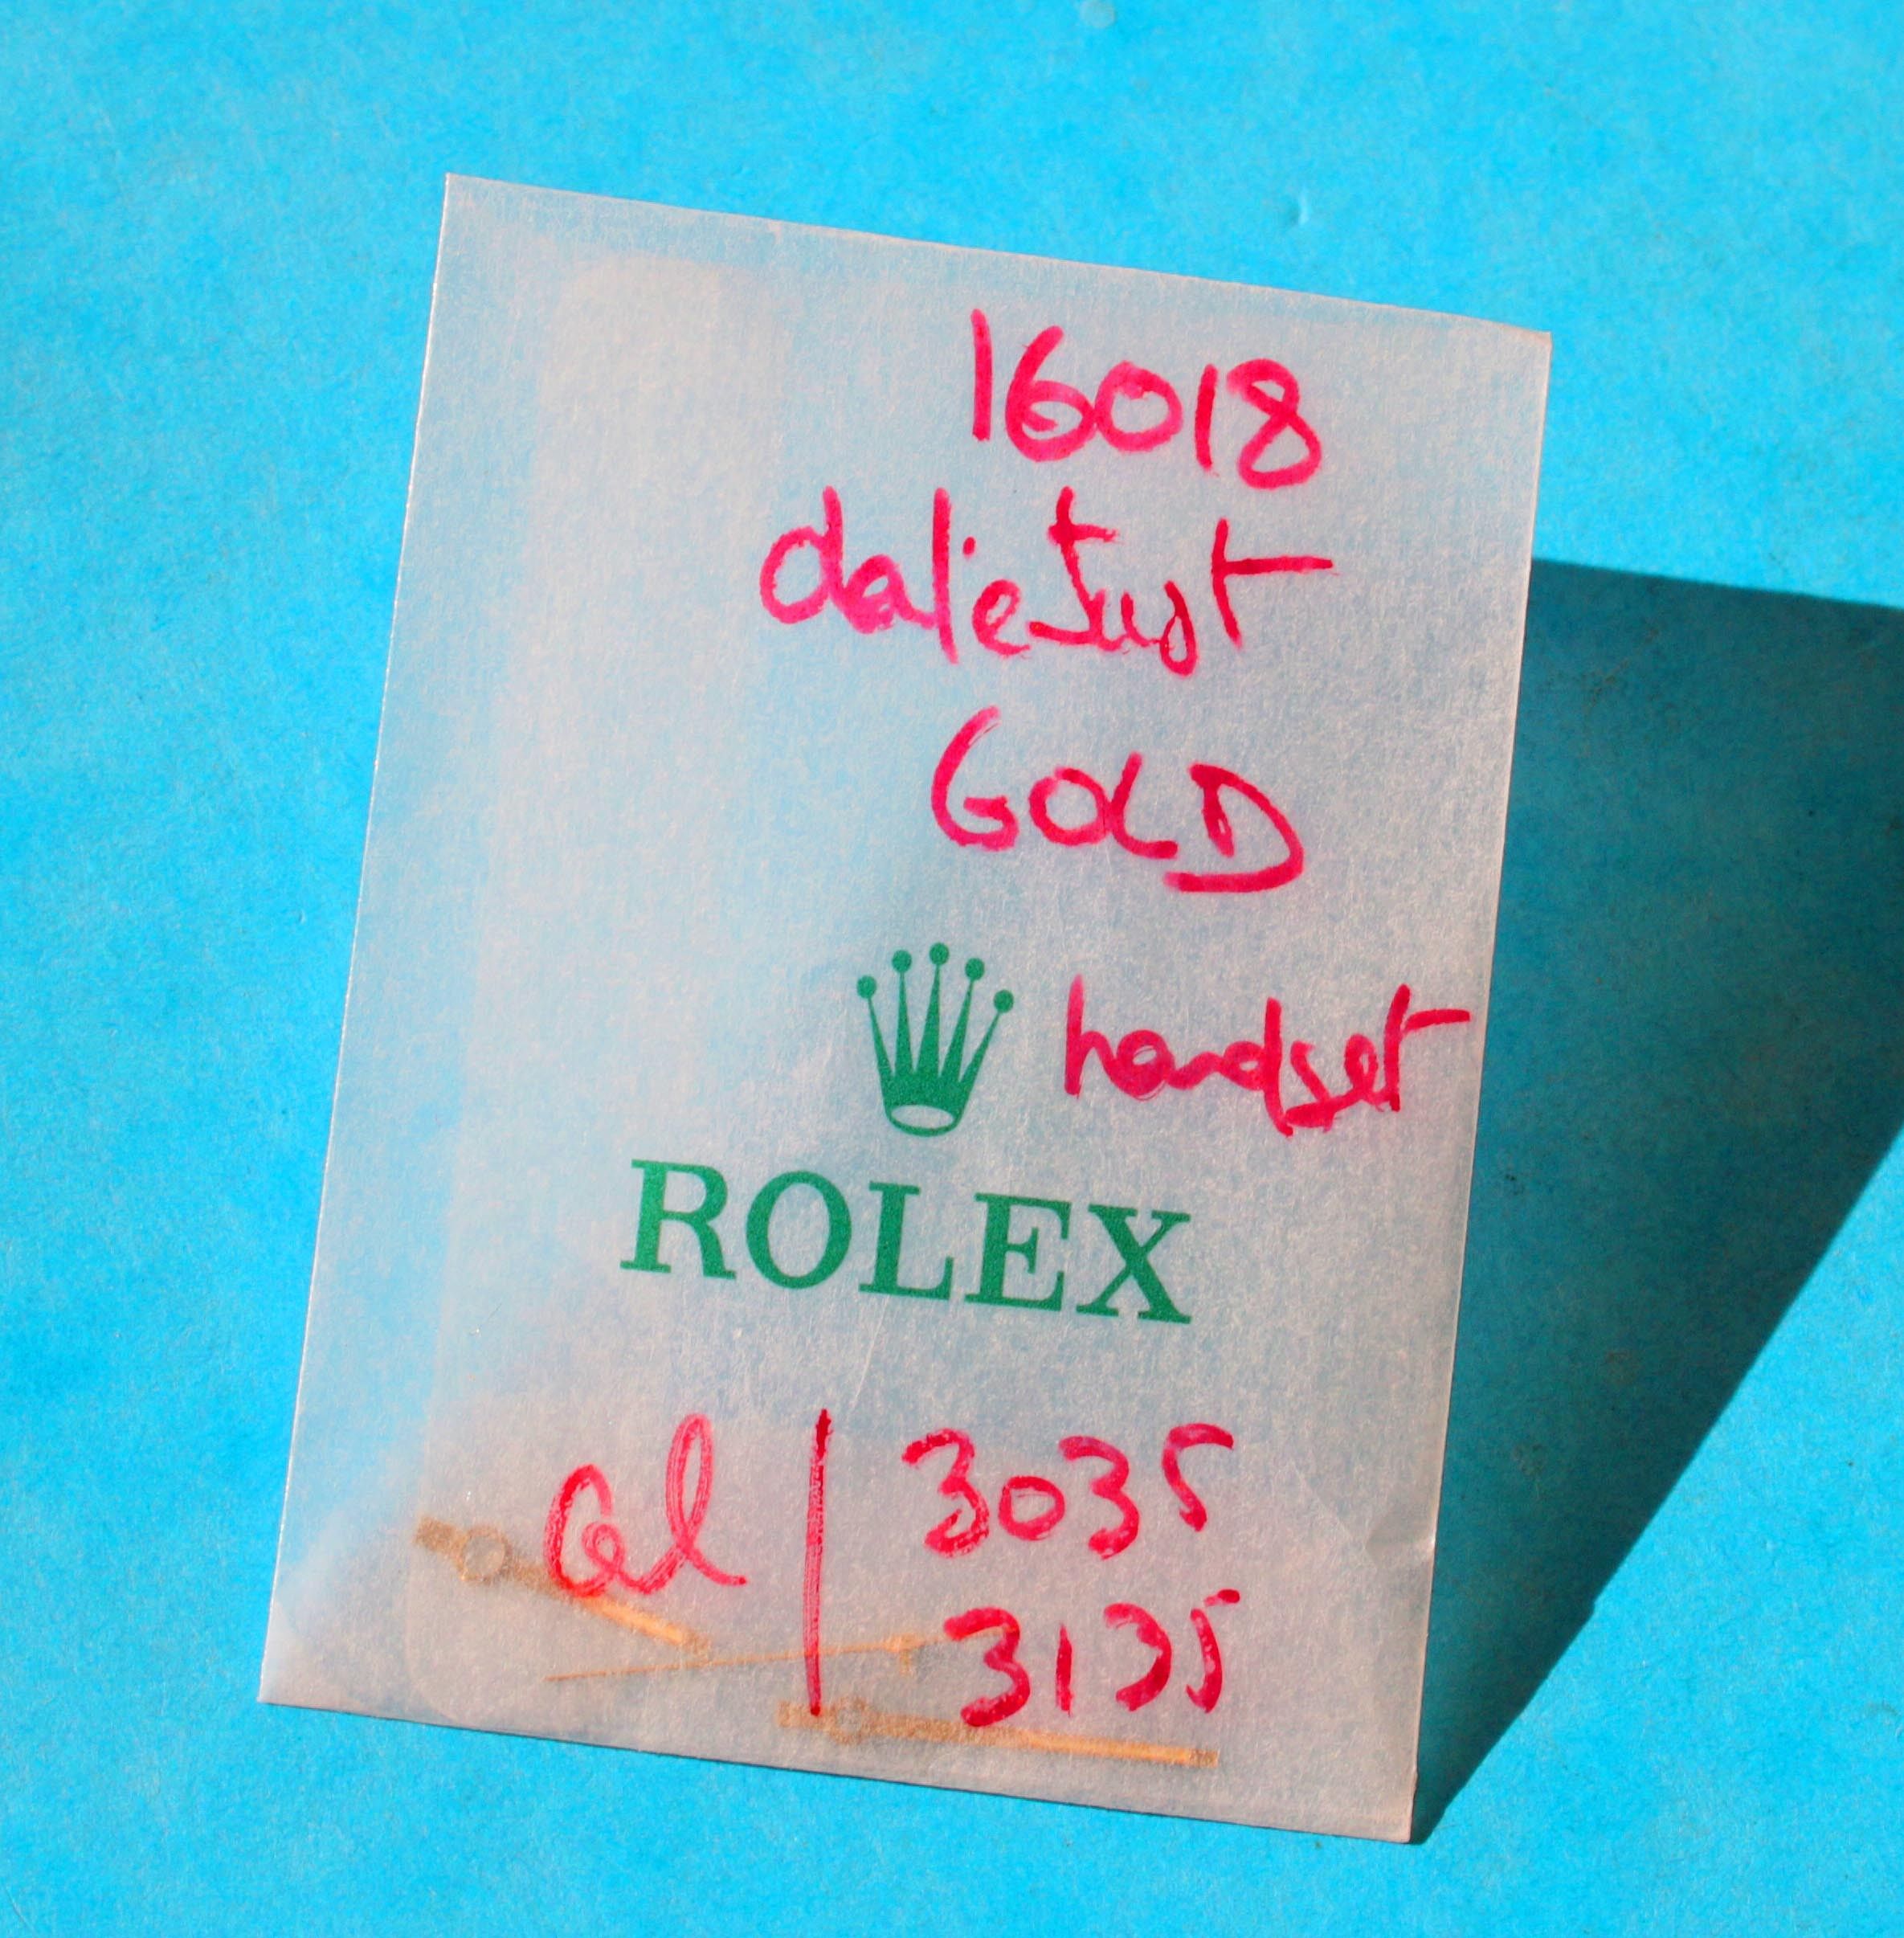 16018
dateJust
GOLD
handset
ROLEX
cal | 3035
3135